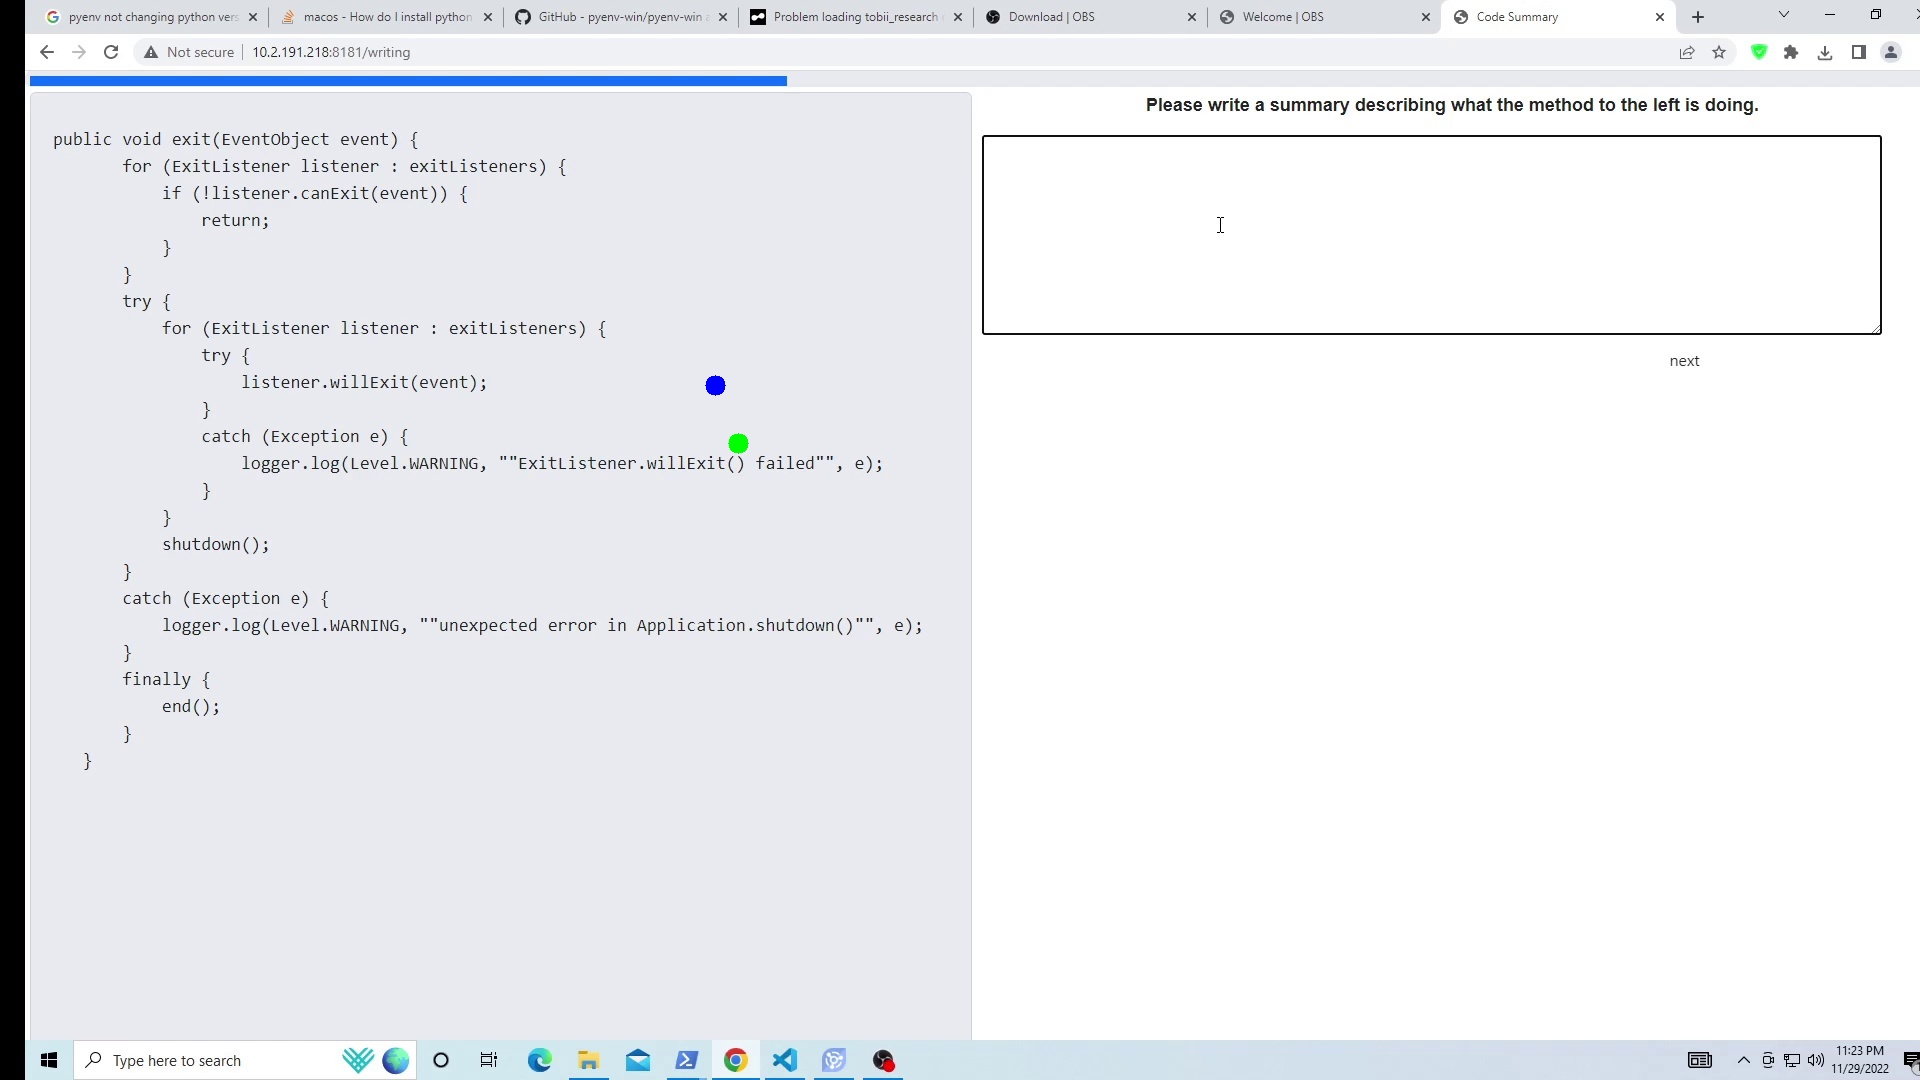 pyenv not changing python vers
macos - How do I install python
GitHub - pyenv-win/pyenv-win a
Problem loading tobii_research
Download | OBS
Welcome | OBS
Code Summary
Not secure
10.2.191.218:8181/writing
public void exit(EventObject event) {
for (ExitListener listener : exitListeners) {
if (!listener.canExit(event)) {
return;
}
}
try {
for (ExitListener listener : exitListeners) {
try {
listener.willExit(event);
}
catch (Exception e) {
logger.log(Level.WARNING, ""ExitListener.willExit() failed"", e);
}
}
shutdown();
}
catch (Exception e) {
logger.log(Level.WARNING, ""unexpected error in Application.shutdown()"", e);
}
finally {
end();
}
}
Please write a summary describing what the method to the left is doing.
next
Type here to search
11:23 PM
11/29/2022